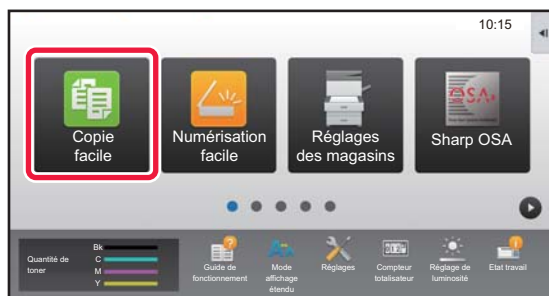 10:15
Copie
facile
Numérisation
facile
Réglages
des magasins
OSA
Sharp OSA
Quantité de
toner
Bk
C
M
Y
Guide de
fonctionnement
Mode
affichage
étendu
Réglages
Compteur
totalisateur
Réglage de
luminosité
Etat travail